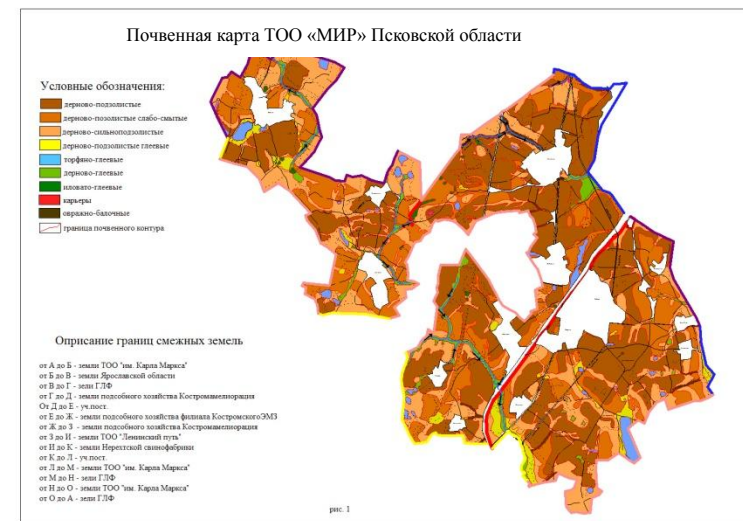 Почвенная карта ТОО «МИР» Псковской области
Условные обозначения:
дерново-подзолистые
дерново-позолистые слабо-смытые
дерново-сильноподзолистые
дерново-подзолистые глеевые
торфяно-глеевые
дерново-глеевые
иловато-глеевые
карьеры
овражно-балочные
граница почвенного контура
Оприсание границ смежных земель
от А до Б - земли ТОО "им. Карла Маркса"
от Б до В - земли Ярославской области
от В до Г - зели ГЛФ
от Г до Д - земли подсобного хозяйства Костромамелиорация
От Д до Е - уч.пост.
от Е до Ж - земли подсобного хозяйства филиала КостромскогоЭМЗ
от Ж до З - земли подсобного хозяйства Костромамелиорация
от З до И - земли ТОО "Ленинский путь"
от И до К - земли Нерехтской свинофабрики
от К до Л - уч.пост.
от Л до М - земли ТОО "им. Карла Маркса"
от М до Н - зели ГЛФ
от Н до О - земли ТОО "им. Карла Маркса"
от О до А - зели ГЛФ
рис. 1